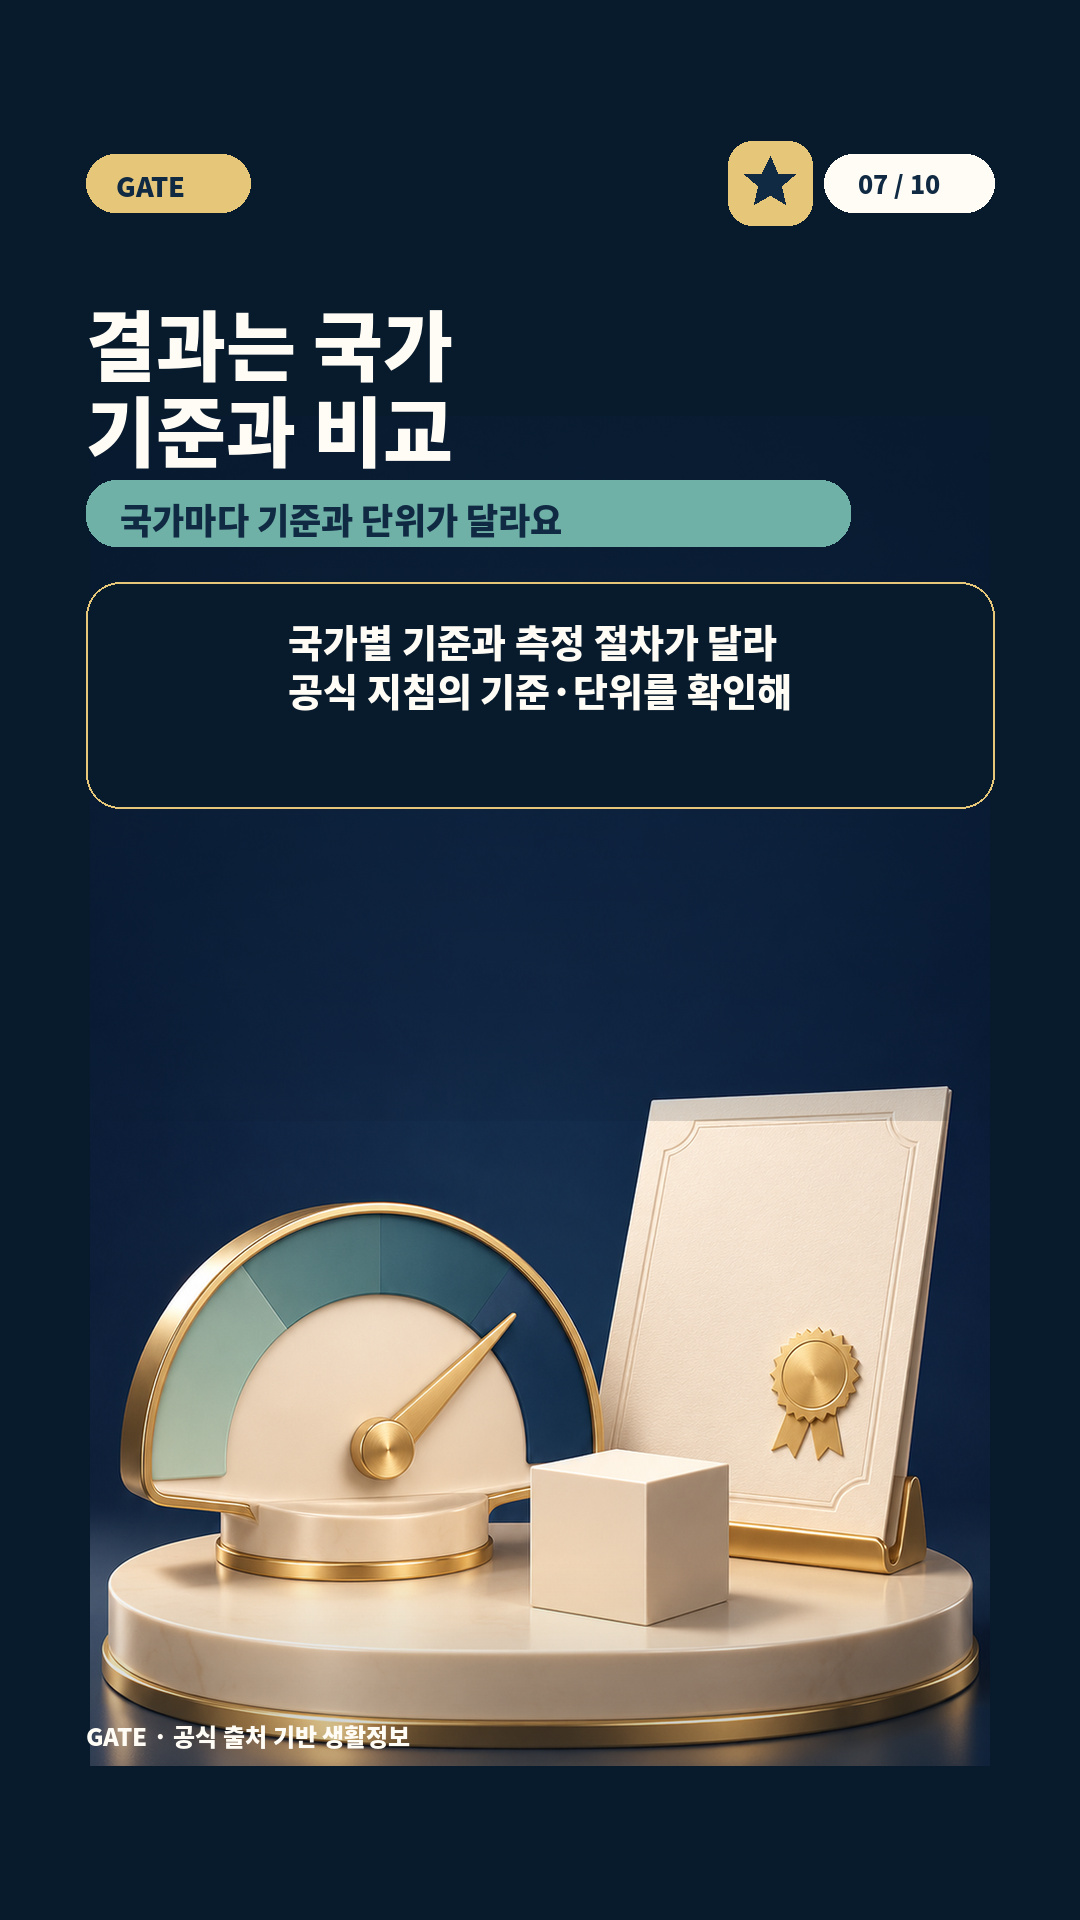 GATE
07 / 10
결과는 국가
기준과 비교
국가마다 기준과 단위가 달라요
국가별 기준과 측정 절차가 달라
공식 지침의 기준·단위를 확인해
GATE · 공식 출처 기반 생활정보